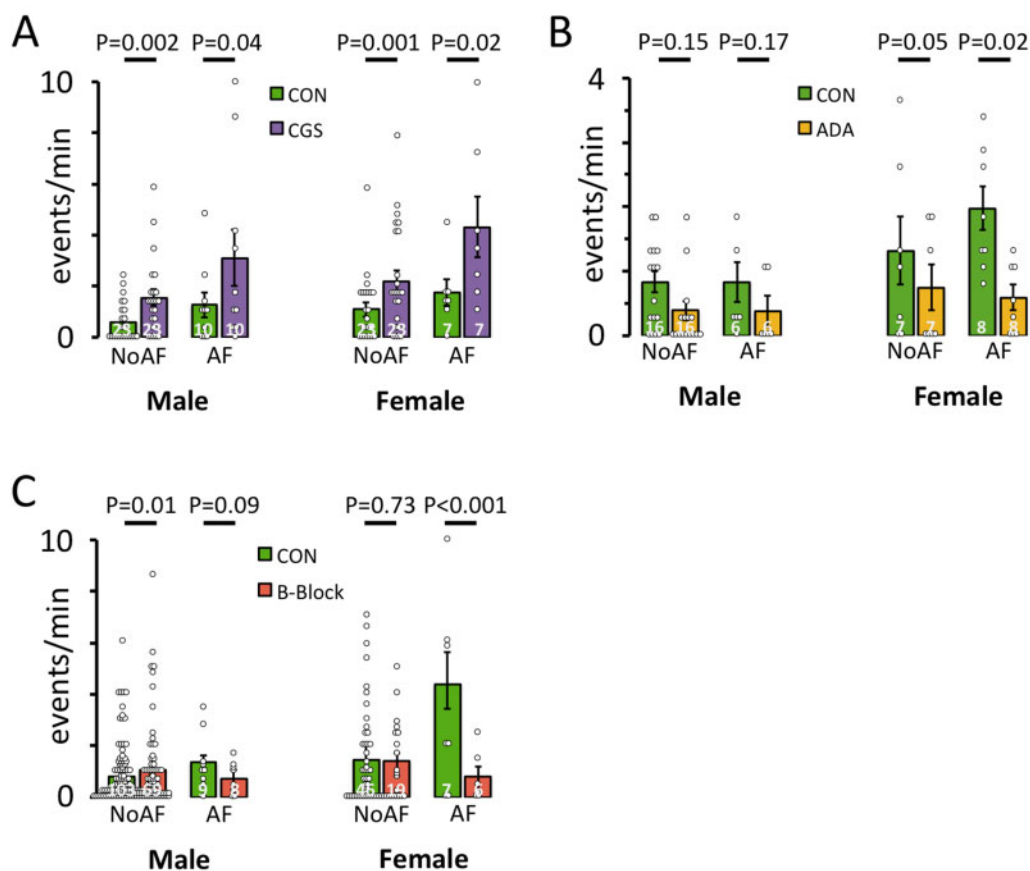 A
P=0.002 P=0.04 P=0.001 P=0.02
10
CON
CGS
events/min
10 10 7 7
0
NoAF AF NoAF AF
Male Female
B
P=0.15 P=0.17 P=0.05 P=0.02
4
CON
ADA
events/min
16 16 6 6 7 7 8 8
0
NoAF AF NoAF AF
Male Female
C
P=0.01 P=0.09 P=0.73 P<0.001
10
CON
B-Block
events/min
103 69 9 8 19 7 6
0
NoAF AF NoAF AF
Male Female